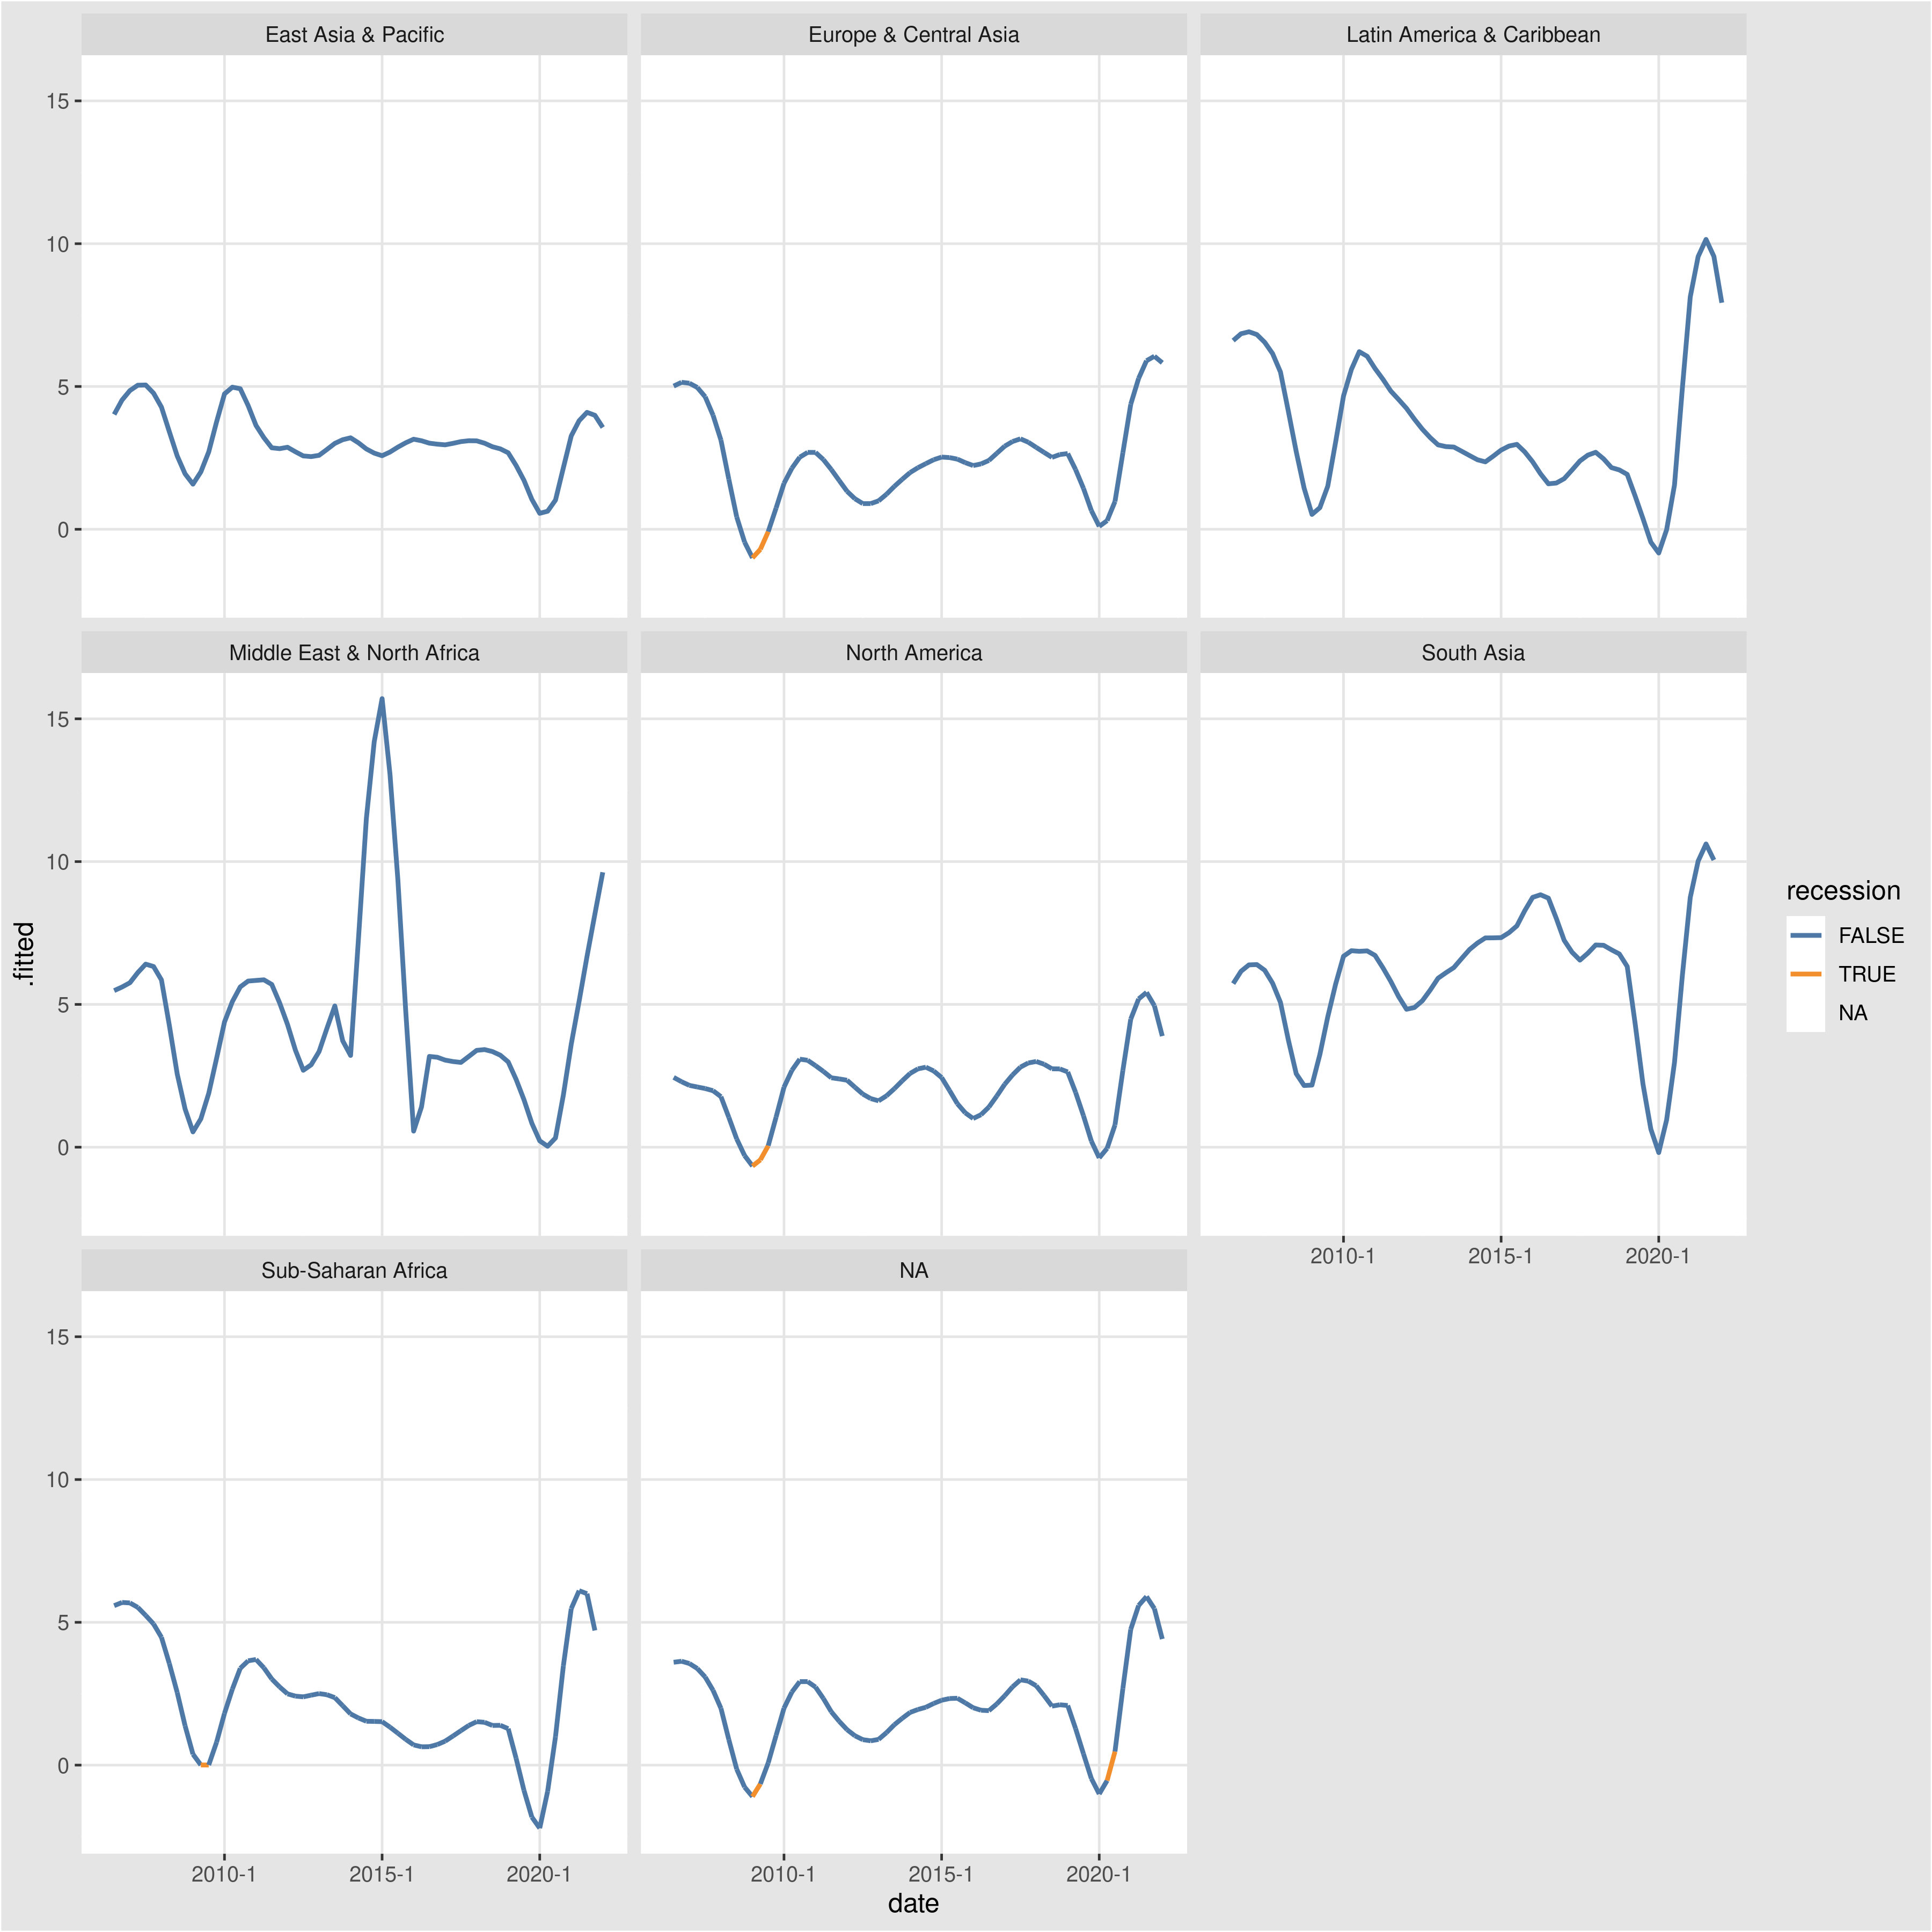 East Asia & Pacific
Europe & Central Asia
Latin America & Caribbean
15
10
5
0
Middle East & North Africa
North America
South Asia
15
10
5
0
2010-1 2015-1 2020-1
Sub-Saharan Africa
NA
15
10
5
0
2010-1 2015-1 2020-1
2010-1 2015-1 2020-1
date
.fitted
recession
FALSE
TRUE
NA